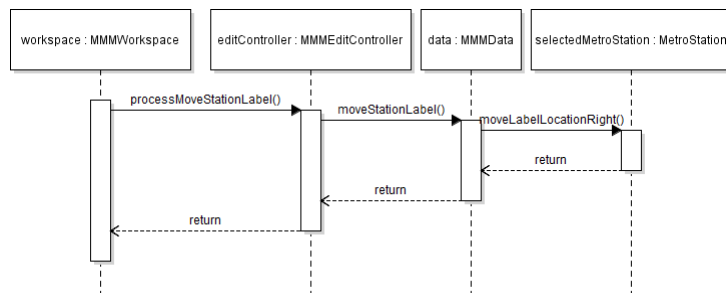 workspace : MMMWorkspace
editController : MMMEditController
data : MMMData
selectedMetroStation : MetroStation
processMoveStationLabel()
moveStationLabel()
moveLabelLocationRight()
return
return
return